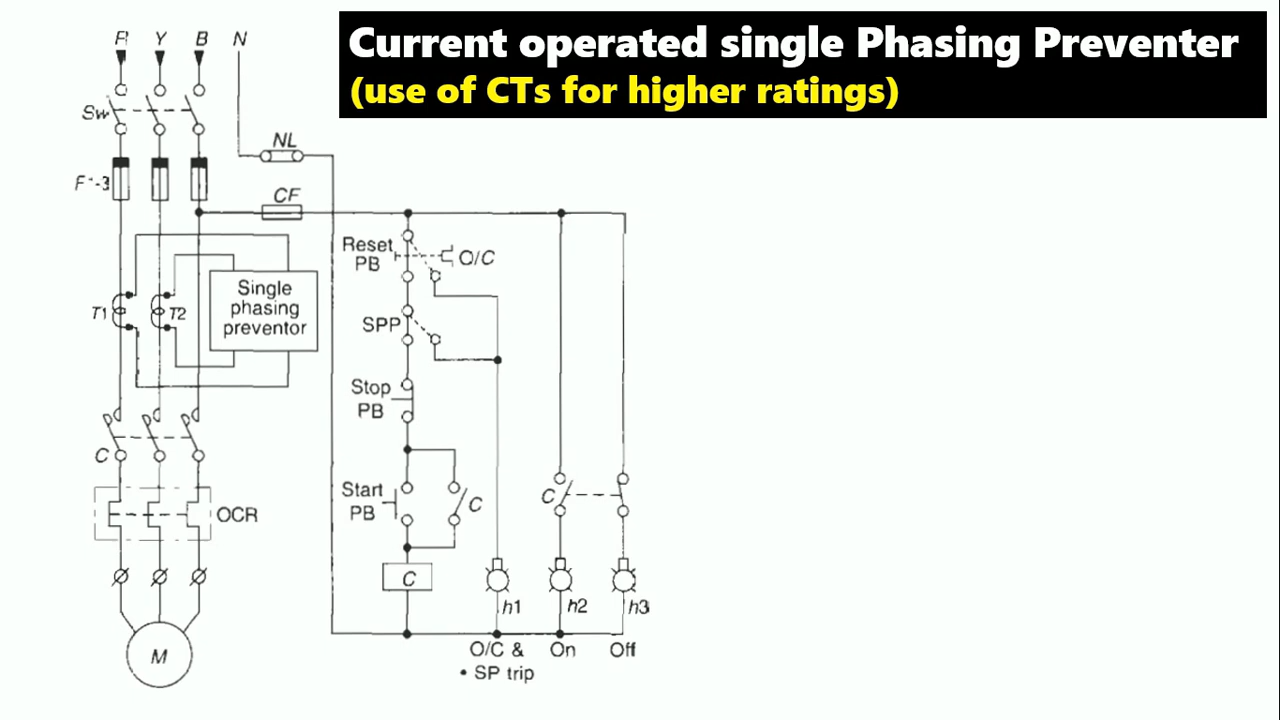 Current operated single Phasing Preventer
(use of CTs for higher ratings)
R Y B N
Sw
NL
F1-3
CF
Reset
PB
O/C
Single
phasing
preventor
T1
T2
SPP
Stop
PB
C
Start
PB
C
C
OCR
C
h1
h2
h3
M
O/C &
SP trip
On
Off